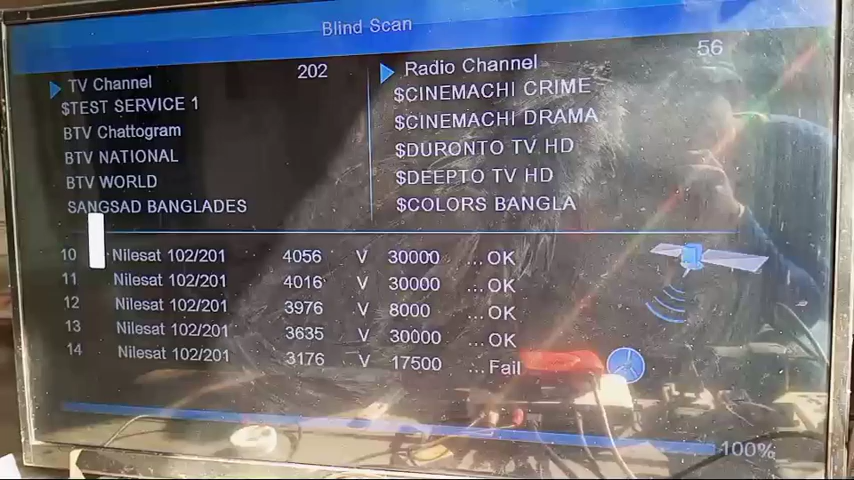 Blind Scan
TV Channel 202
$TEST SERVICE 1
BTV Chattogram
BTV NATIONAL
BTV WORLD
SANGSAD BANGLADES
Radio Channel 56
$CINEMACHI CRIME
$CINEMACHI DRAMA
$DURONTO TV HD
$DEEPTO TV HD
$COLORS BANGLA
10 Nilesat 102/201 4056 V 30000 ...OK
11 Nilesat 102/201 4016 V 30000 ...OK
12 Nilesat 102/201 3976 V 8000 ...OK
13 Nilesat 102/201 3635 V 30000 ...OK
14 Nilesat 102/201 3176 V 17500 ...Fail
100%